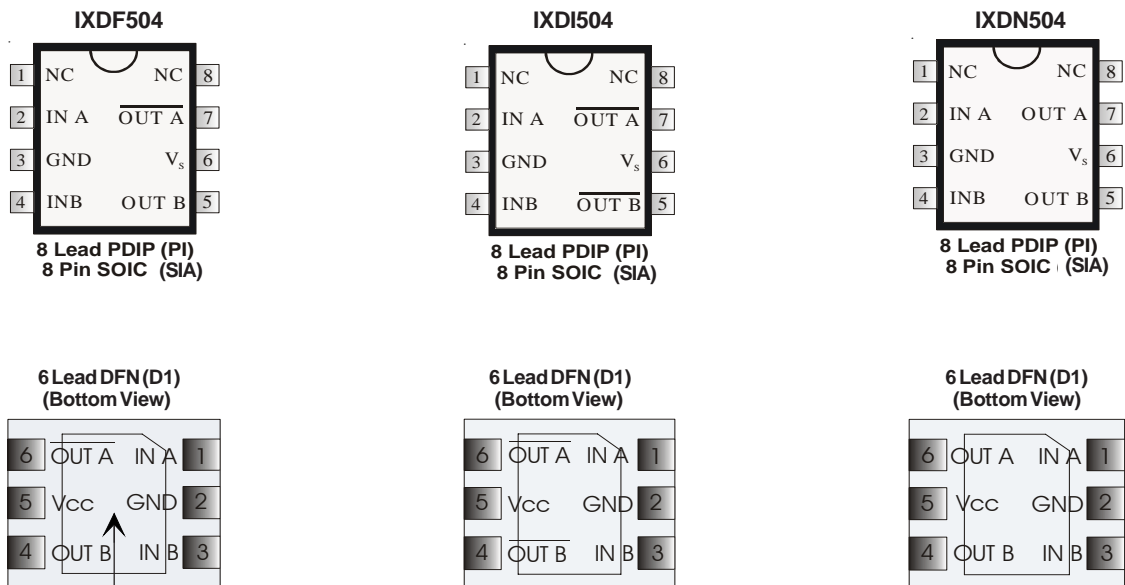 IXDF504
1 NC NC 8
2 IN A OUT A 7
3 GND Vs 6
4 INB OUT B 5
8 Lead PDIP (PI)
8 Pin SOIC (SIA)
IXDI504
1 NC NC 8
2 IN A OUT A 7
3 GND Vs 6
4 INB OUT B 5
8 Lead PDIP (PI)
8 Pin SOIC (SIA)
IXDN504
1 NC NC 8
2 IN A OUT A 7
3 GND Vs 6
4 INB OUT B 5
8 Lead PDIP (PI)
8 Pin SOIC (SIA)
6 Lead DFN (D1)
(Bottom View)
6 OUT A IN A 1
5 Vcc GND 2
4 OUT B IN B 3
6 Lead DFN (D1)
(Bottom View)
6 OUT A IN A 1
5 Vcc GND 2
4 OUT B IN B 3
6 Lead DFN (D1)
(Bottom View)
6 OUT A IN A 1
5 Vcc GND 2
4 OUT B IN B 3